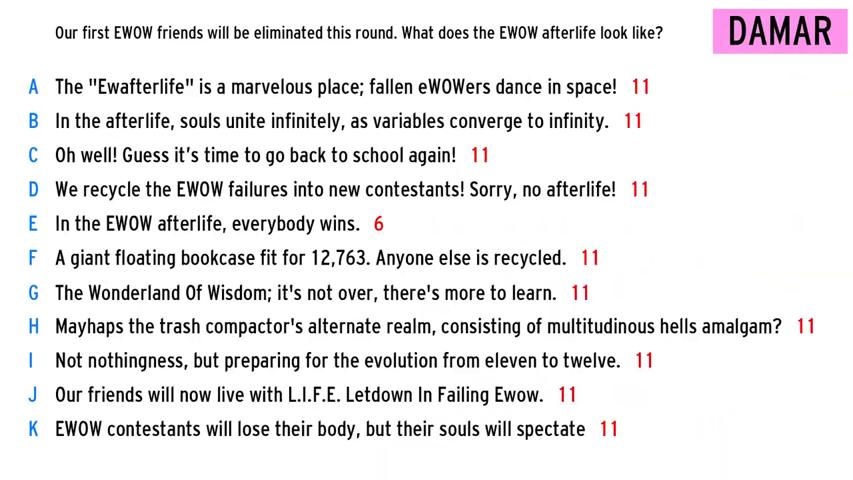 Our first EWOW friends will be eliminated this round. What does the EWOW afterlife look like?
DAMAR
A The "Ewafterlife" is a marvelous place; fallen eWOWers dance in space! 11
B In the afterlife, souls unite infinitely, as variables converge to infinity. 11
C Oh well! Guess it's time to go back to school again! 11
D We recycle the EWOW failures into new contestants! Sorry, no afterlife! 11
E In the EWOW afterlife, everybody wins. 6
F A giant floating bookcase fit for 12,763. Anyone else is recycled. 11
G The Wonderland Of Wisdom; it's not over, there's more to learn. 11
H Mayhaps the trash compactor's alternate realm, consisting of multitudinous hells amalgam? 11
I Not nothingness, but preparing for the evolution from eleven to twelve. 11
J Our friends will now live with L.I.F.E. Letdown In Failing Ewow. 11
K EWOW contestants will lose their body, but their souls will spectate 11